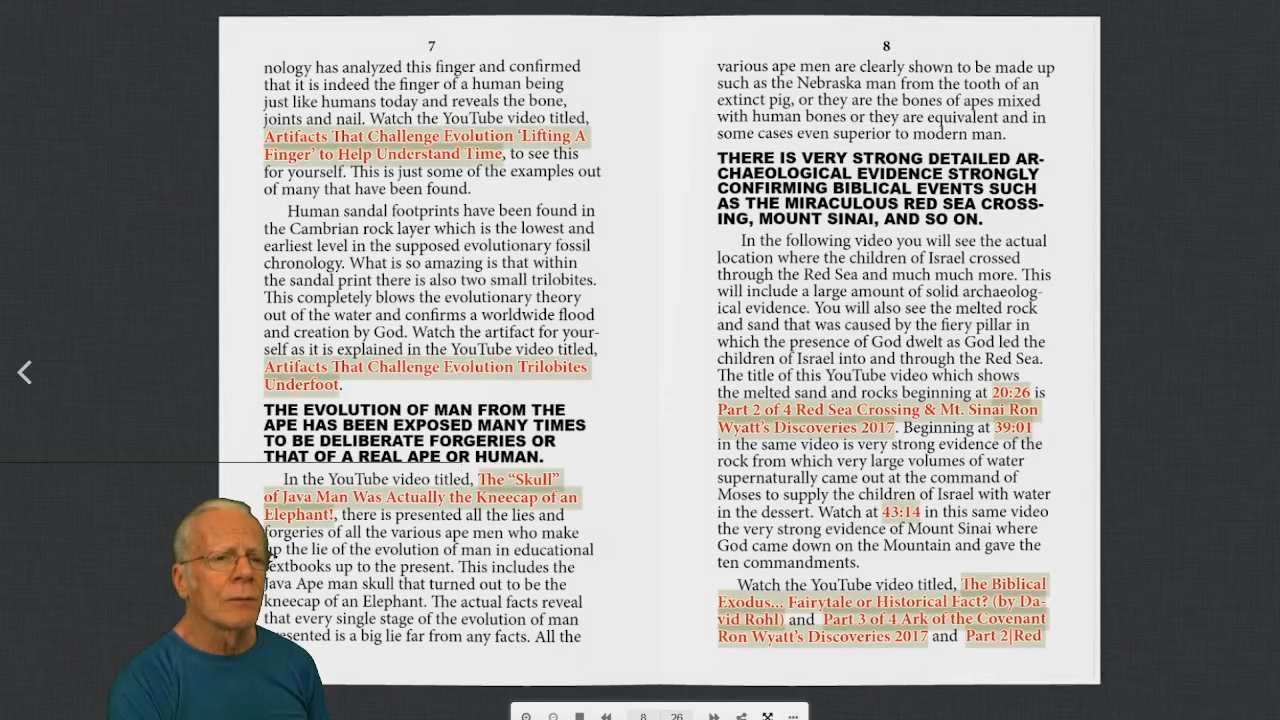 7
nology has analyzed this finger and confirmed
that it is indeed the finger of a human being
just like humans today and reveals the bone,
joints and nail. Watch the YouTube video titled,
Artifacts That Challenge Evolution ‘Lifting A
Finger’ to Help Understand Time, to see this
for yourself. This is just some of the examples out
of many that have been found.
Human sandal footprints have been found in
the Cambrian rock layer which is the lowest and
earliest level in the supposed evolutionary fossil
chronology. What is so amazing is that within
the sandal print there is also two small trilobites.
This completely blows the evolutionary theory
out of the water and confirms a worldwide flood
and creation by God. Watch the artifact for your-
self as it is explained in the YouTube video titled,
Artifacts That Challenge Evolution Trilobites
Underfoot.
THE EVOLUTION OF MAN FROM THE
APE HAS BEEN EXPOSED MANY TIMES
TO BE DELIBERATE FORGERIES OR
THAT OF A REAL APE OR HUMAN.
In the YouTube video titled, The “Skull”
of Java Man Was Actually the Kneecap of an
Elephant!, there is presented all the lies and
forgeries of all the various ape men who make
up the lie of the evolution of man in educational
textbooks up to the present. This includes the
Java Ape man skull that turned out to be the
kneecap of an Elephant. The actual facts reveal
that every single stage of the evolution of man
presented is a big lie far from any facts. All the
8
various ape men are clearly shown to be made up
such as the Nebraska man from the tooth of an
extinct pig, or they are the bones of apes mixed
with human bones or they are equivalent and in
some cases even superior to modern man.
THERE IS VERY STRONG DETAILED AR-
CHAEOLOGICAL EVIDENCE STRONGLY
CONFIRMING BIBLICAL EVENTS SUCH
AS THE MIRACULOUS RED SEA CROSS-
ING, MOUNT SINAI, AND SO ON.
In the following video you will see the actual
location where the children of Israel crossed
through the Red Sea and much much more. This
will include a large amount of solid archaeolog-
ical evidence. You will also see the melted rock
and sand that was caused by the fiery pillar in
which the presence of God dwelt as God led the
children of Israel into and through the Red Sea.
The title of this YouTube video which shows
the melted sand and rocks beginning at 20:26 is
Part 2 of 4 Red Sea Crossing & Mt. Sinai Ron
Wyatt’s Discoveries 2017. Beginning at 39:01
in the same video is very strong evidence of the
rock from which very large volumes of water
supernaturally came out at the command of
Moses to supply the children of Israel with water
in the dessert. Watch at 43:14 in this same video
the very strong evidence of Mount Sinai where
God came down on the Mountain and gave the
ten commandments.
Watch the YouTube video titled, The Biblical
Exodus... Fairytale or Historical Fact? (by Da-
vid Rohl) and Part 3 of 4 Ark of the Covenant
Ron Wyatt’s Discoveries 2017 and Part 2|Red
8 26